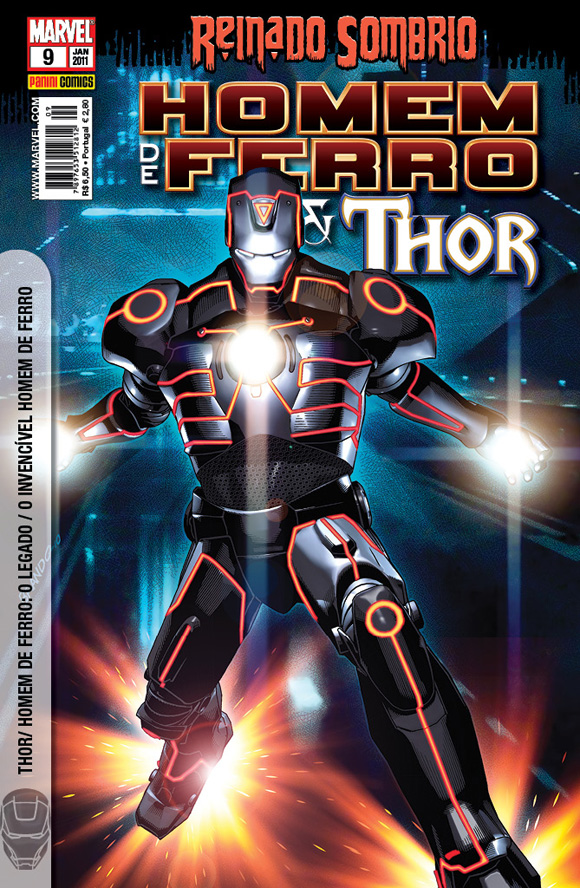 MARVEL
9
JAN
2011
PANINI COMICS
REINADO SOMBRIO
HOMEM
DE FERRO
& THOR
WWW.MARVEL.COM
09
R$ 6,50 • Portugal € 2,80
THOR/ HOMEM DE FERRO: O LEGADO / O INVENCÍVEL HOMEM DE FERRO